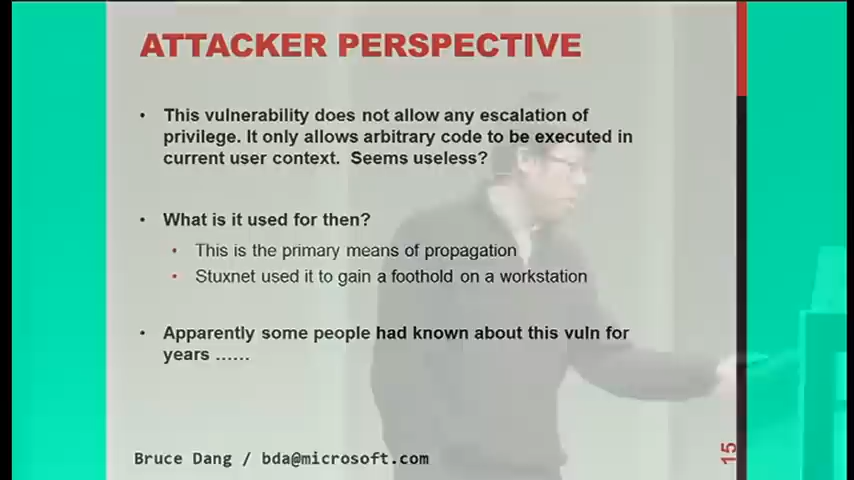 ATTACKER PERSPECTIVE
• This vulnerability does not allow any escalation of
privilege. It only allows arbitrary code to be executed in
current user context. Seems useless?
• What is it used for then?
• This is the primary means of propagation
• Stuxnet used it to gain a foothold on a workstation
• Apparently some people had known about this vuln for
years ......
Bruce Dang / bda@microsoft.com
15